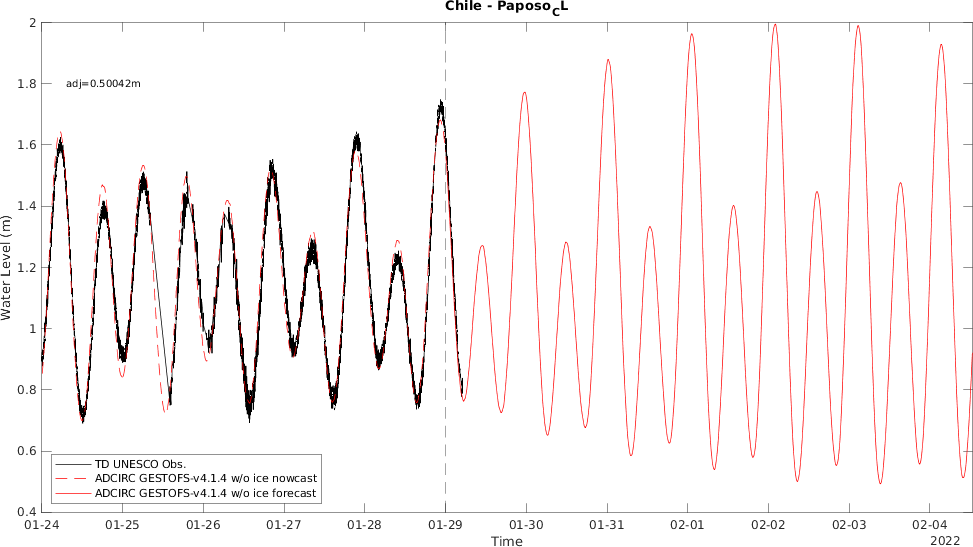 Chile - Paposo_CL
2
1.8
adj=0.50042m
1.6
1.4
1.2
1
0.8
0.6
0.4
Water Level (m)
TD UNESCO Obs.
ADCIRC GESTOFS-v4.1.4 w/o ice nowcast
ADCIRC GESTOFS-v4.1.4 w/o ice forecast
01-24 01-25 01-26 01-27 01-28 01-29 01-30 01-31 02-01 02-02 02-03 02-04
Time
2022